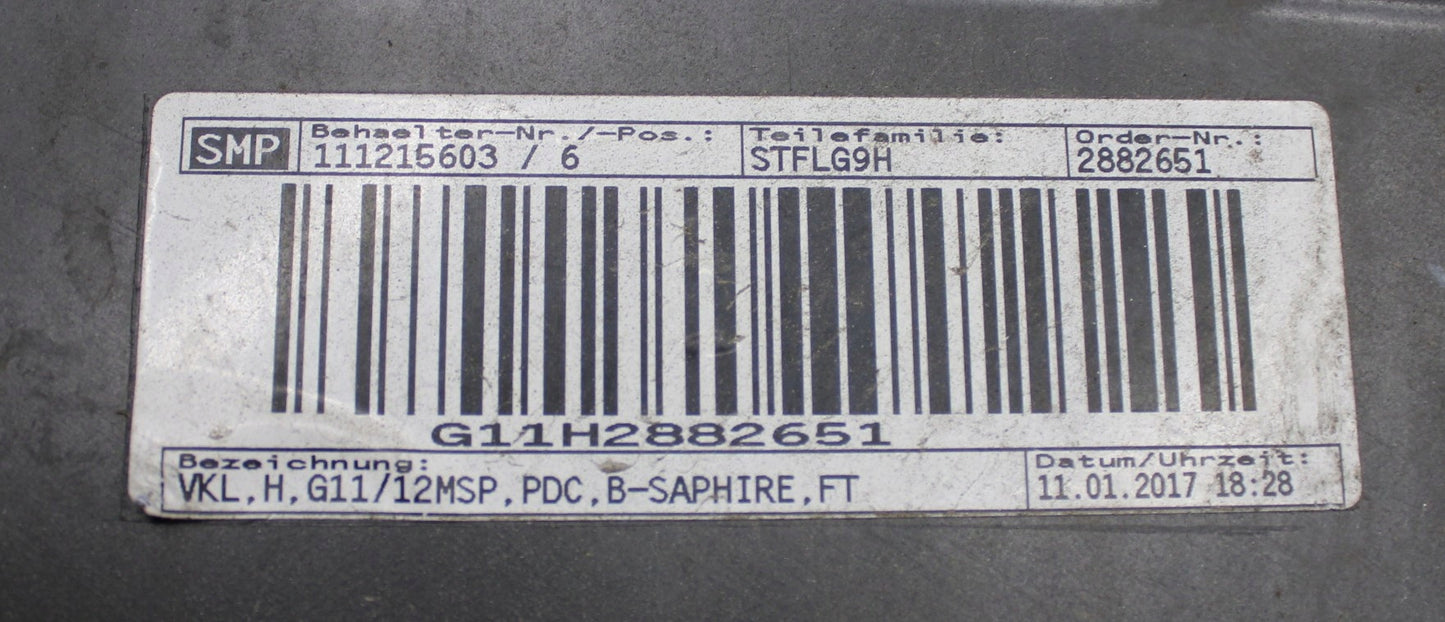 SMP
Behaelter-Nr./-Pos.:
111215603 / 6
Teilefamilie:
STFLG9H
Order-Nr.:
2882651
G11H2882651
Bezeichnung:
VKL,H,G11/12MSP,PDC,B-SAPHIRE,FT
Datum/Uhrzeit:
11.01.2017 18:28